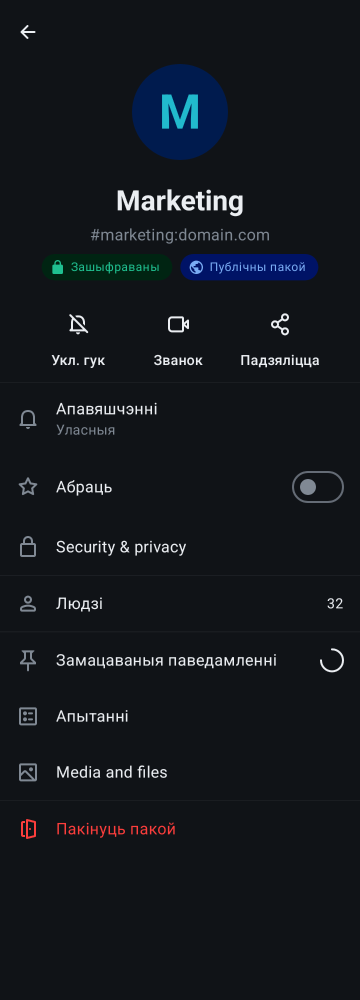 M
Marketing
#marketing:domain.com
Зашыфраваны
Публічны пакой
Укл. гук
Званок
Падзяліцца
Апавяшчэнні
Уласныя
Абраць
Security & privacy
Людзі 32
Замацаваныя паведамленні
Апытанні
Media and files
Пакінуць пакой